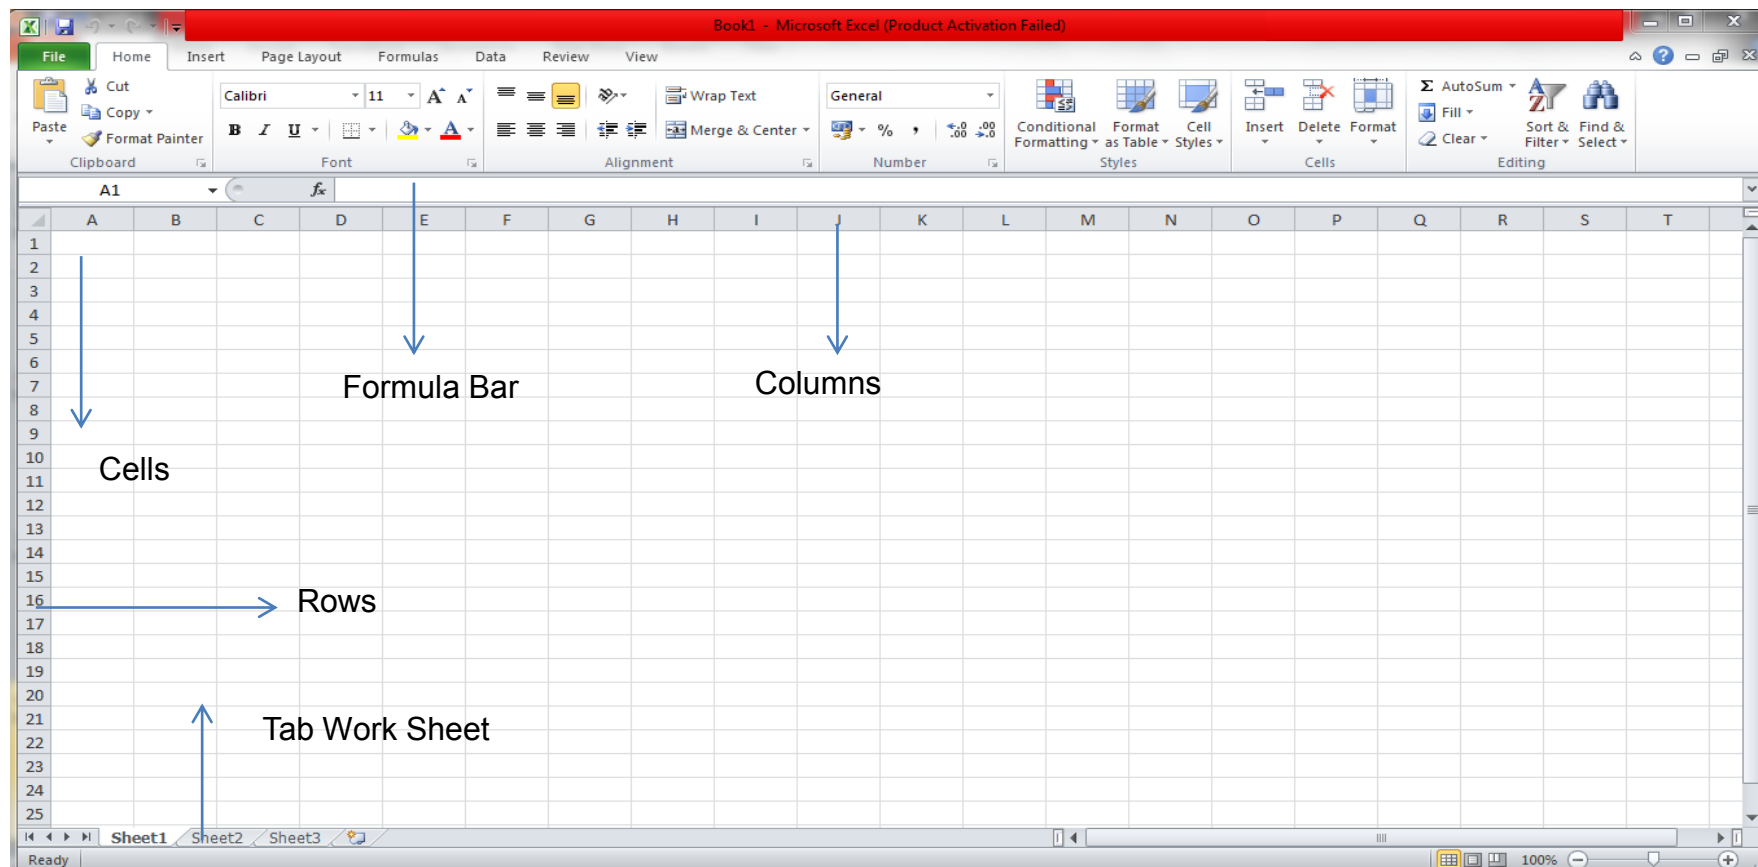 Book1 - Microsoft Excel (Product Activation Failed)
File Home Insert Page Layout Formulas Data Review View
Cut
Copy
Format Painter
Paste
Clipboard
Calibri 11 A A
B I U A
Font
Wrap Text
Merge & Center
Alignment
General
% , .0 .00 .00 .0
Number
Conditional Formatting
Format as Table
Cell Styles
Styles
Insert Delete Format
Cells
Σ AutoSum
Fill
Clear
Sort & Filter
Find & Select
Editing
A1 fx
A B C D E F G H I J K L M N O P Q R S T
1
2
3
4
5
6
Formula Bar Columns
7
8
9
10
Cells
11
12
13
14
15
16 Rows
17
18
19
20
21 Tab Work Sheet
22
23
24
25
Sheet1 Sheet2 Sheet3
Ready 100%